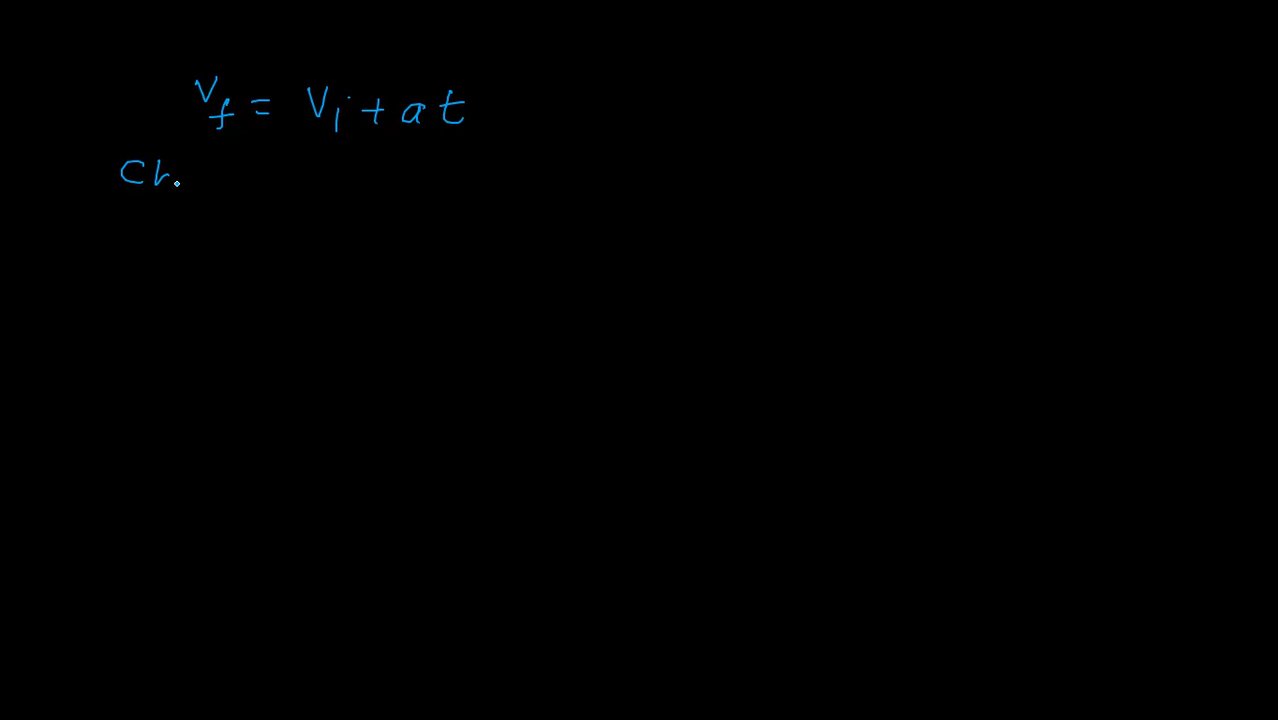 Vf = Vi + at
Ch